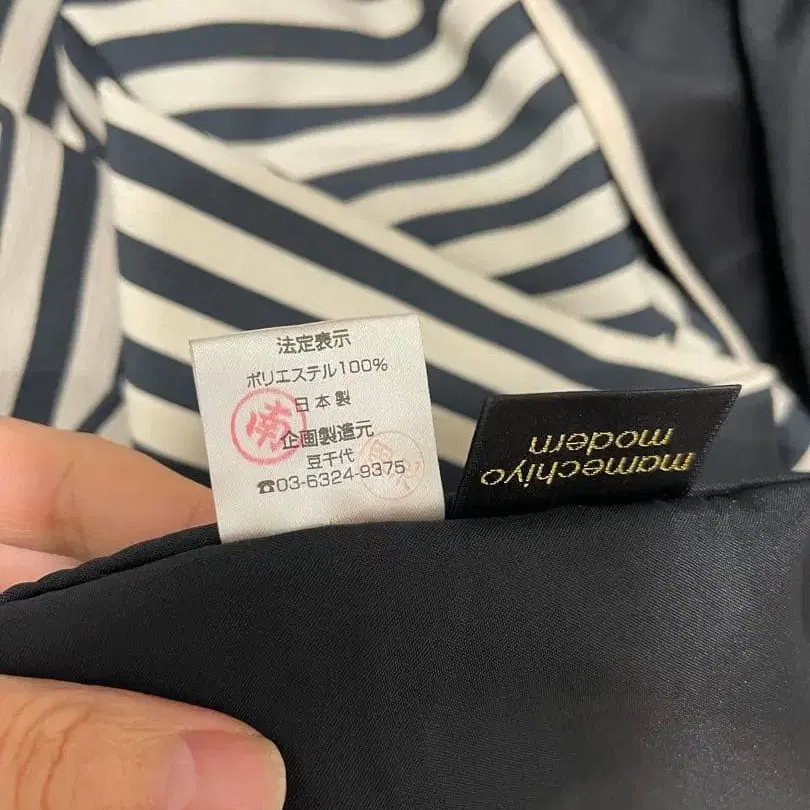 法定表示
ポリエステル100%
日本製
企画製造元
豆千代
☎03-6324-9375
mamechiyo
modern